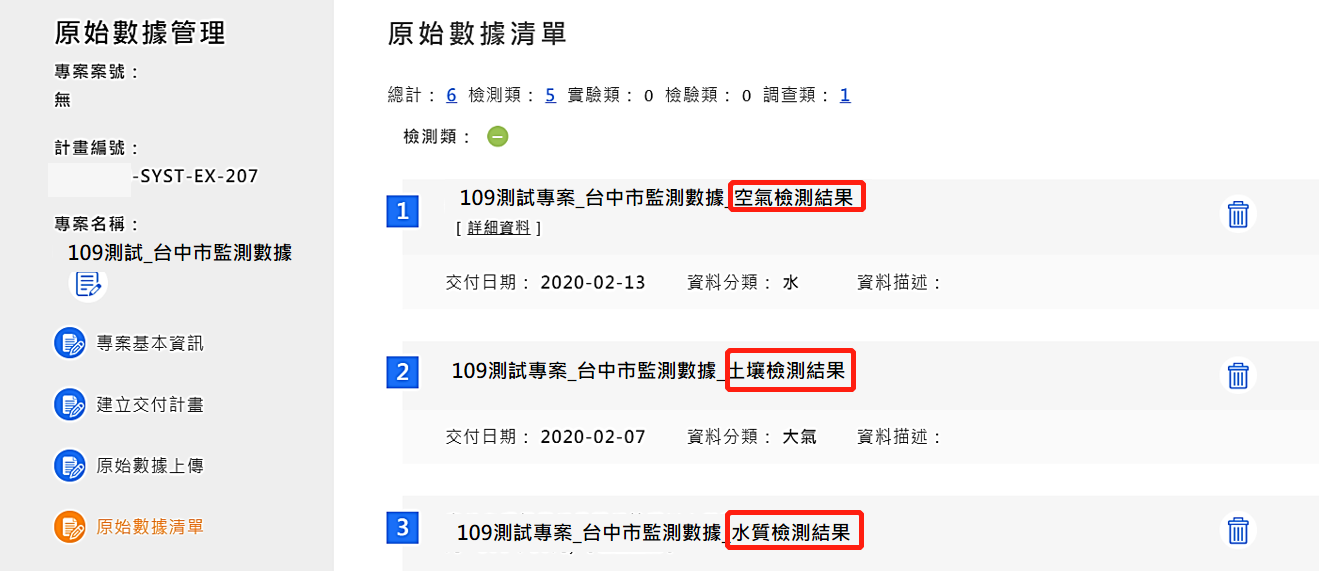 原始數據管理
專案案號：
無
計畫編號：
-SYST-EX-207
專案名稱：
109測試_台中市監測數據
專案基本資訊
建立交付計畫
原始數據上傳
原始數據清單
原始數據清單
總計： 6 檢測類： 5 實驗類： 0 檢驗類： 0 調查類： 1
檢測類：
1
109測試專案_台中市監測數據_空氣檢測結果
[ 詳細資料 ]
交付日期： 2020-02-13 資料分類： 水 資料描述：
2
109測試專案_台中市監測數據_土壤檢測結果
交付日期： 2020-02-07 資料分類： 大氣 資料描述：
3
109測試專案_台中市監測數據_水質檢測結果